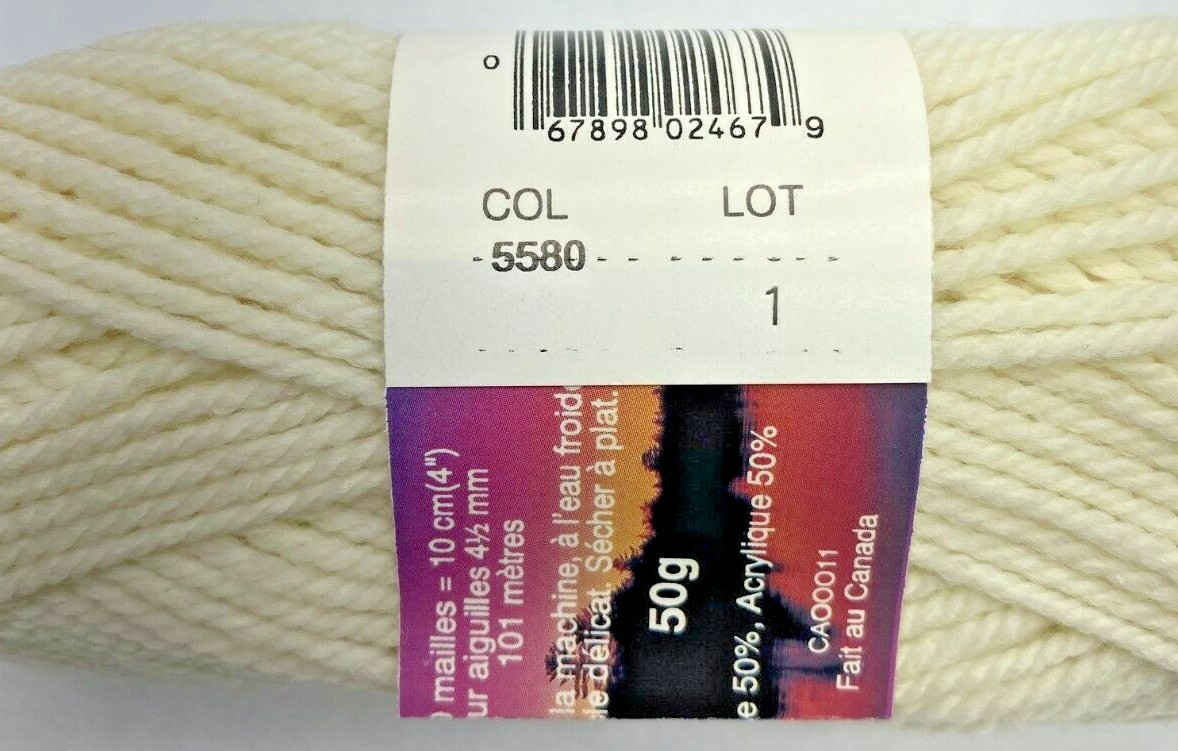 0 67898 02467 9
COL LOT
5580
1
mailles = 10 cm(4")
aiguilles 4½ mm
101 mètres
la machine, à l'eau
délicat. Sécher à plat.
50g
50%, Acrylique 50%
CAOOO11
Fait au Canada